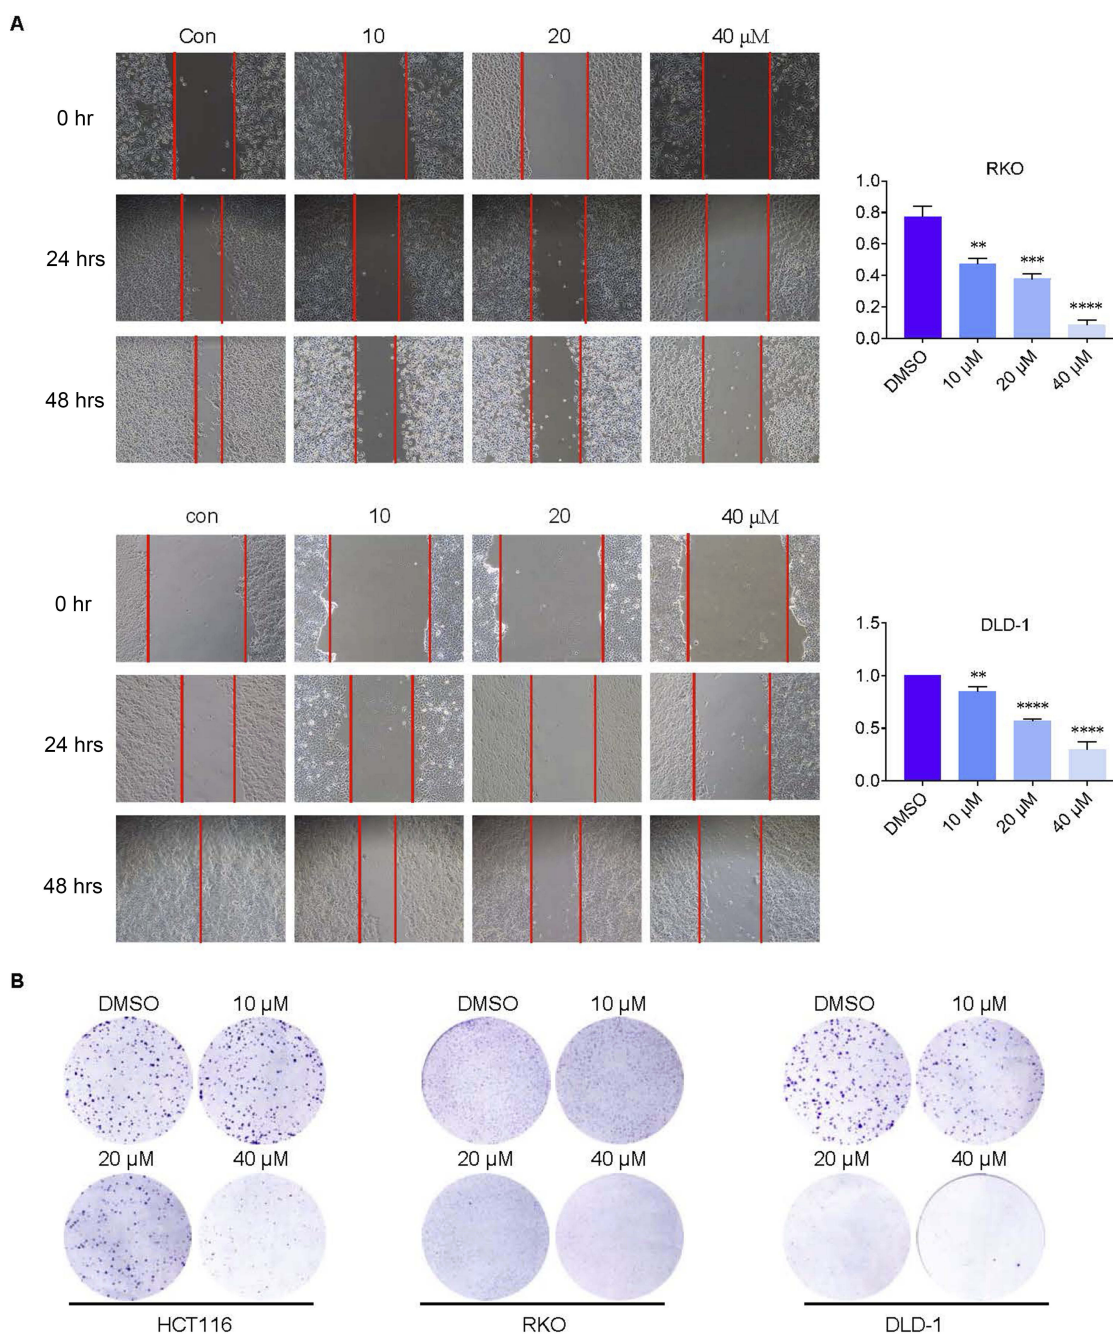 A
Con 10 20 40 μM
0 hr
24 hrs
48 hrs
RKO
1.0
0.8
0.6
0.4
0.2
0.0
** *** ****
DMSO 10 μM 20 μM 40 μM
con 10 20 40 μM
0 hr
24 hrs
48 hrs
DLD-1
1.5
1.0
0.5
0.0
** **** ****
DMSO 10 μM 20 μM 40 μM
B
DMSO 10 μM DMSO 10 μM DMSO 10 μM
20 μM 40 μM 20 μM 40 μM 20 μM 40 μM
HCT116 RKO DLD-1